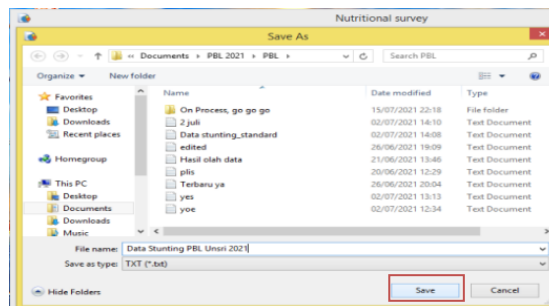 Nutritional survey
Save As
« Documents ▸ PBL 2021 ▸ PBL ▸ Search PBL
Organize ▾ New folder
Name Date modified Type
Favorites
Desktop
Downloads
Recent places
Homegroup
This PC
Desktop
Documents
Downloads
Music
On Process, go go go 15/07/2021 22:18 File folder
2 juli 02/07/2021 14:10 Text Document
Data stunting_standard 02/07/2021 14:08 Text Document
edited 26/06/2021 19:09 Text Document
Hasil olah data 21/06/2021 13:46 Text Document
plis 20/06/2021 12:29 Text Document
Terbaru ya 26/06/2021 20:04 Text Document
yes 02/07/2021 13:13 Text Document
yoe 02/07/2021 12:34 Text Document
File name: Data Stunting PBL Unsri 2021
Save as type: TXT (*.txt)
Hide Folders Save Cancel